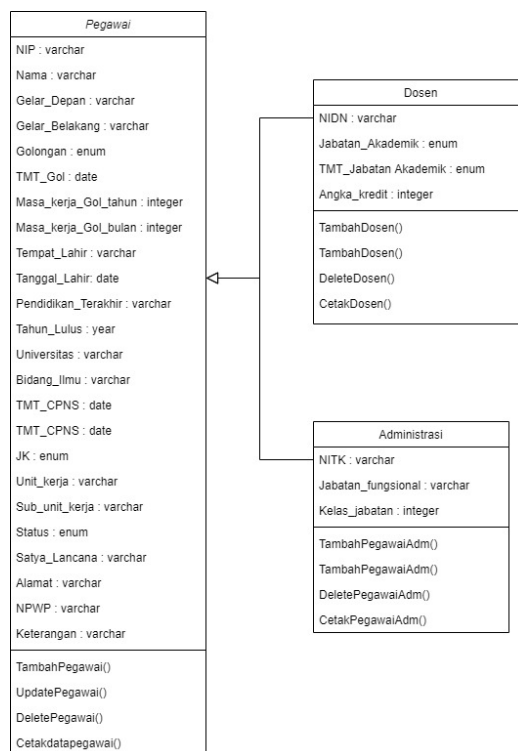 Pegawai
NIP : varchar
Nama : varchar
Gelar_Depan : varchar
Gelar_Belakang : varchar
Golongan : enum
TMT_Gol : date
Masa_kerja_Gol_tahun : integer
Masa_kerja_Gol_bulan : integer
Tempat_Lahir : varchar
Tanggal_Lahir: date
Pendidikan_Terakhir : varchar
Tahun_Lulus : year
Universitas : varchar
Bidang_Ilmu : varchar
TMT_CPNS : date
TMT_CPNS : date
JK : enum
Unit_kerja : varchar
Sub_unit_kerja : varchar
Status : enum
Satya_Lancana : varchar
Alamat : varchar
NPWP : varchar
Keterangan : varchar
TambahPegawai()
UpdatePegawai()
DeletePegawai()
Cetakdatapegawai()
Dosen
NIDN : varchar
Jabatan_Akademik : enum
TMT_Jabatan Akademik : enum
Angka_kredit : integer
TambahDosen()
TambahDosen()
DeleteDosen()
CetakDosen()
Administrasi
NITK : varchar
Jabatan_fungsional : varchar
Kelas_jabatan : integer
TambahPegawaiAdm()
TambahPegawaiAdm()
DeletePegawaiAdm()
CetakPegawaiAdm()